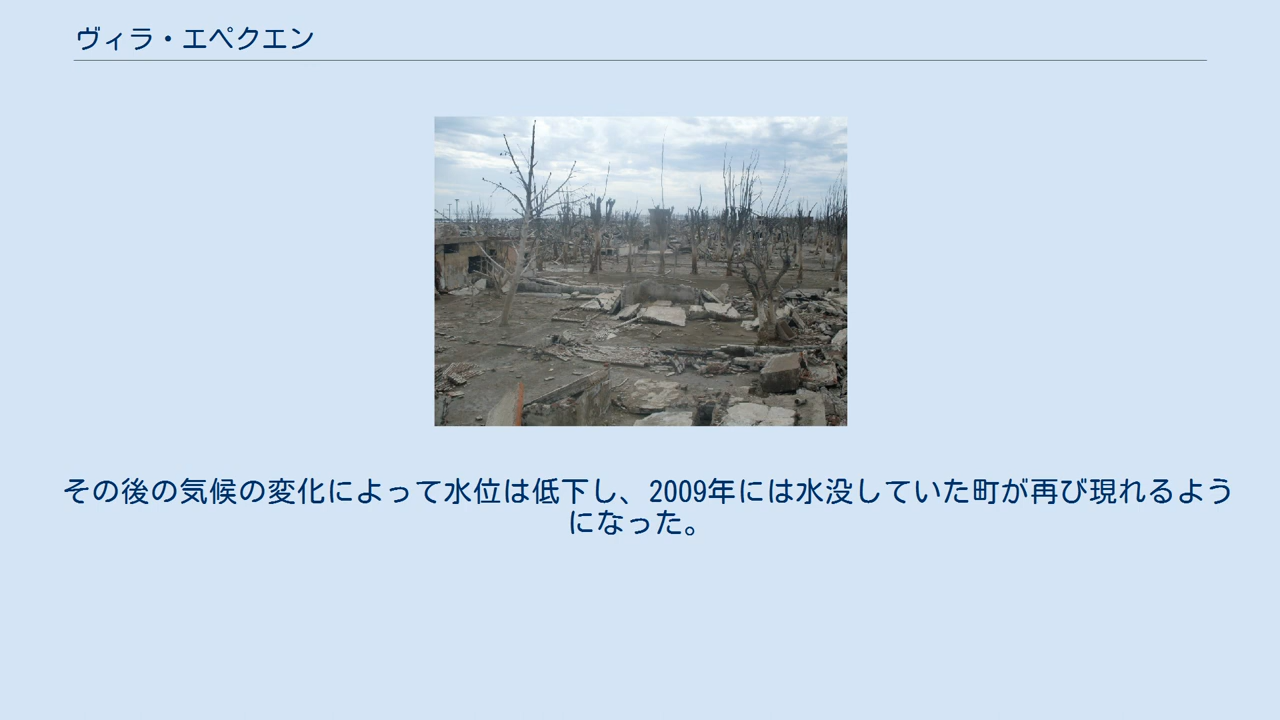 ヴィラ・エペクエン
その後の気候の変化によって水位は低下し、2009年には水没していた町が再び現れるよう
になった。